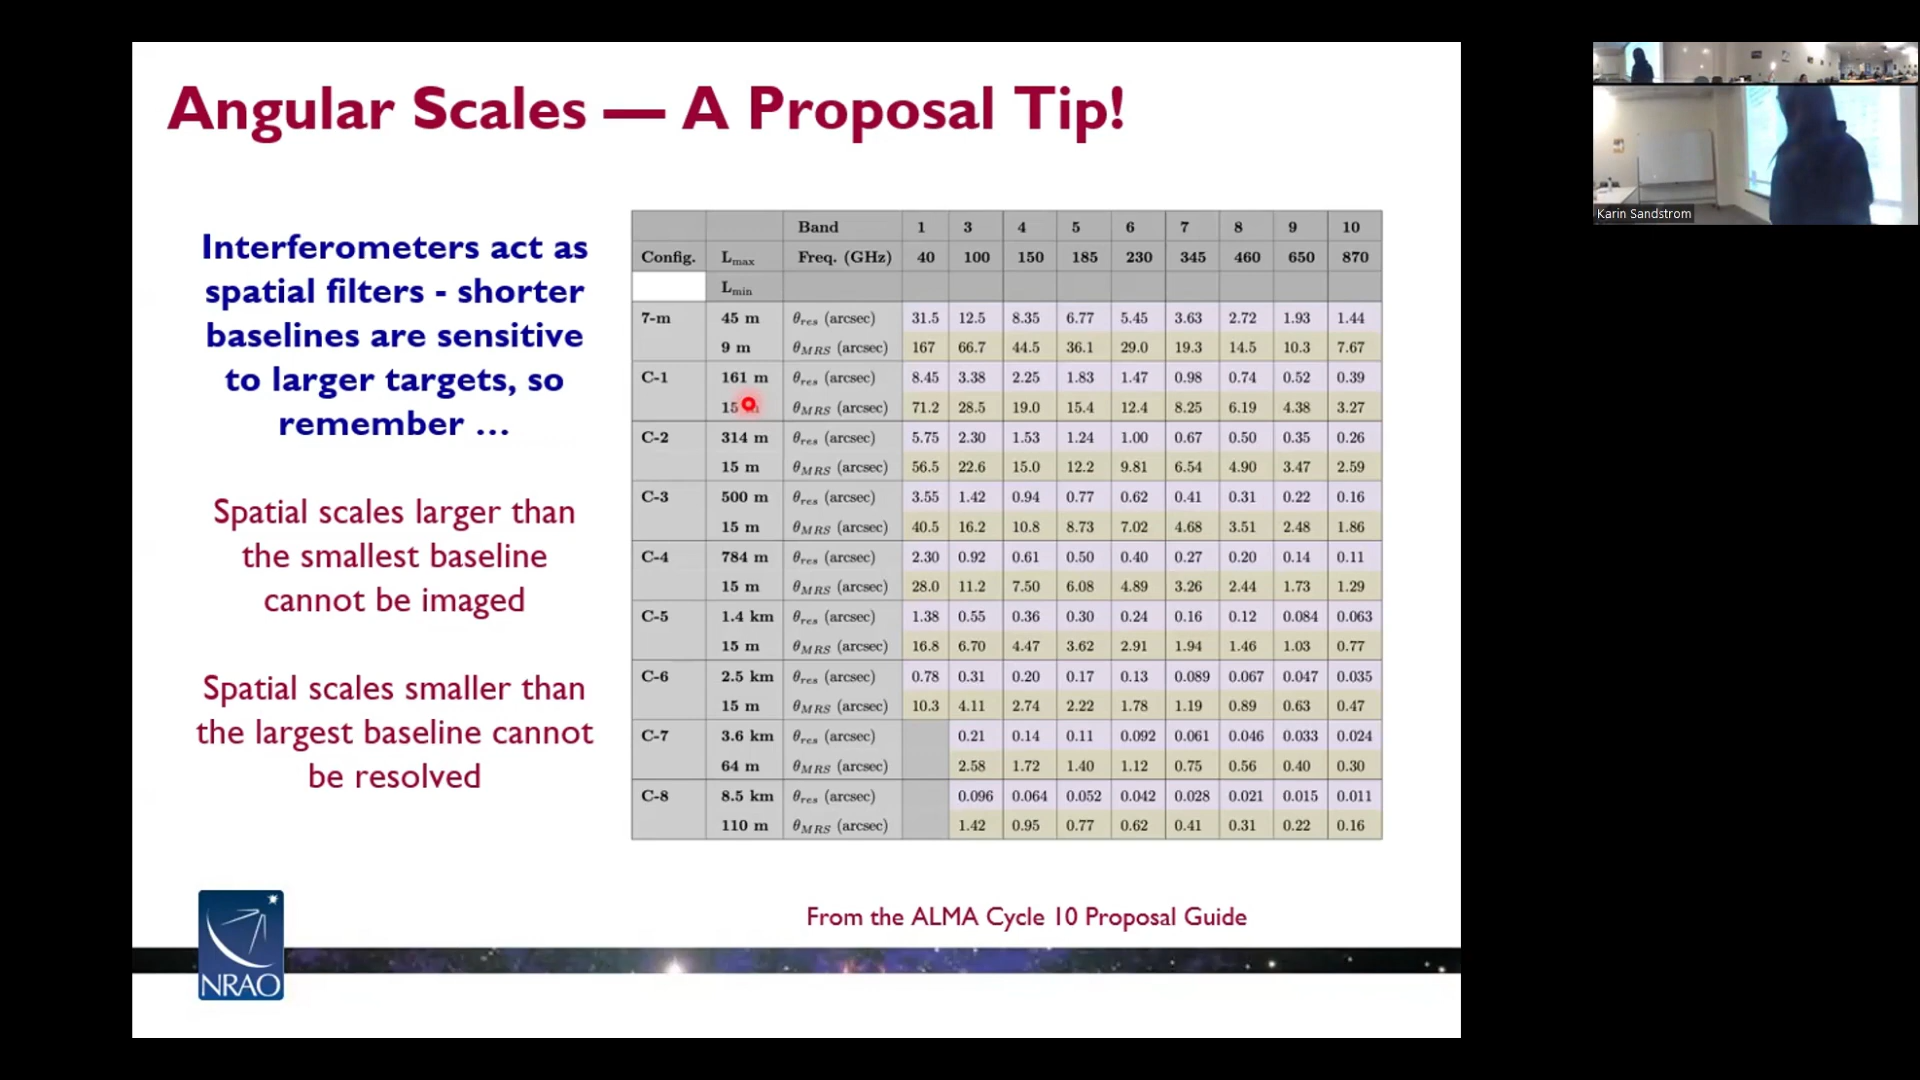 Angular Scales — A Proposal Tip!
Interferometers act as
spatial filters - shorter
baselines are sensitive
to larger targets, so
remember ...
Spatial scales larger than
the smallest baseline
cannot be imaged
Spatial scales smaller than
the largest baseline cannot
be resolved
Band 1 3 4 5 6 7 8 9 10
Config. Lmax Freq. (GHz) 40 100 150 185 230 345 460 650 870
Lmin
7-m 45 m θres (arcsec) 31.5 12.5 8.35 6.77 5.45 3.63 2.72 1.93 1.44
9 m θMRS (arcsec) 167 66.7 44.5 36.1 29.0 19.3 14.5 10.3 7.67
C-1 161 m θres (arcsec) 8.45 3.38 2.25 1.83 1.47 0.98 0.74 0.52 0.39
15 m θMRS (arcsec) 71.2 28.5 19.0 15.4 12.4 8.25 6.19 4.38 3.27
C-2 314 m θres (arcsec) 5.75 2.30 1.53 1.24 1.00 0.67 0.50 0.35 0.26
15 m θMRS (arcsec) 56.5 22.6 15.0 12.2 9.81 6.54 4.90 3.47 2.59
C-3 500 m θres (arcsec) 3.55 1.42 0.94 0.77 0.62 0.41 0.31 0.22 0.16
15 m θMRS (arcsec) 40.5 16.2 10.8 8.73 7.02 4.68 3.51 2.48 1.86
C-4 784 m θres (arcsec) 2.30 0.92 0.61 0.50 0.40 0.27 0.20 0.14 0.11
15 m θMRS (arcsec) 28.0 11.2 7.50 6.08 4.89 3.26 2.44 1.73 1.29
C-5 1.4 km θres (arcsec) 1.38 0.55 0.36 0.30 0.24 0.16 0.12 0.084 0.063
15 m θMRS (arcsec) 16.8 6.70 4.47 3.62 2.91 1.94 1.46 1.03 0.77
C-6 2.5 km θres (arcsec) 0.78 0.31 0.20 0.17 0.13 0.089 0.067 0.047 0.035
15 m θMRS (arcsec) 10.3 4.11 2.74 2.22 1.78 1.19 0.89 0.63 0.47
C-7 3.6 km θres (arcsec) 0.21 0.14 0.11 0.092 0.061 0.046 0.033 0.024
64 m θMRS (arcsec) 2.58 1.72 1.40 1.12 0.75 0.56 0.40 0.30
C-8 8.5 km θres (arcsec) 0.096 0.064 0.052 0.042 0.028 0.021 0.015 0.011
110 m θMRS (arcsec) 1.42 0.95 0.77 0.62 0.41 0.31 0.22 0.16
From the ALMA Cycle 10 Proposal Guide
NRAO
Karin Sandstrom